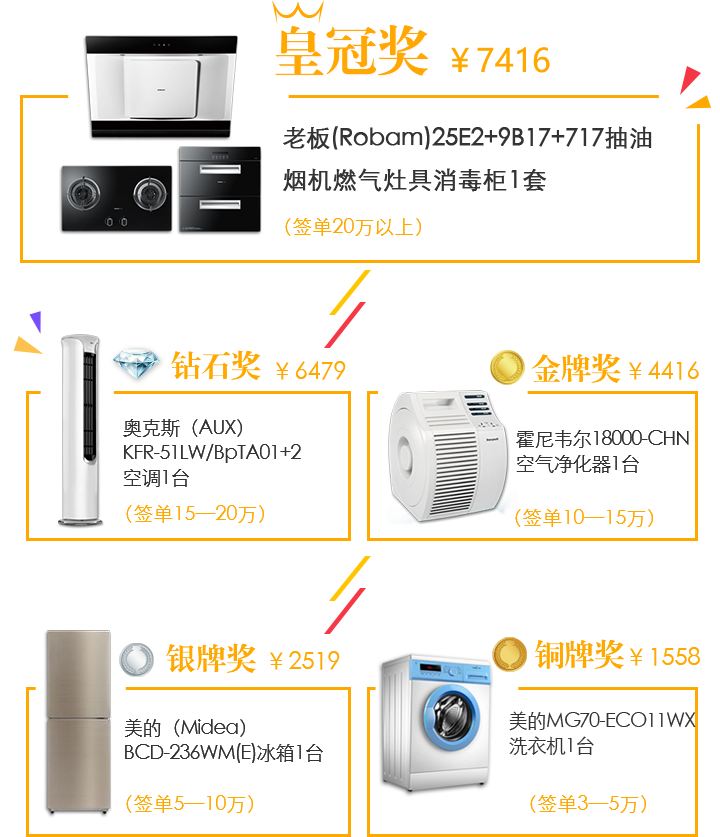 皇冠奖 ￥7416
老板(Robam)25E2+9B17+717抽油
烟机燃气灶具消毒柜1套
（签单20万以上）
钻石奖 ￥6479
奥克斯（AUX）
KFR-51LW/BpTA01+2
空调1台
（签单15—20万）
金牌奖 ￥4416
霍尼韦尔18000-CHN
空气净化器1台
（签单10—15万）
银牌奖 ￥2519
美的（Midea）
BCD-236WM(E)冰箱1台
（签单5—10万）
铜牌奖 ￥1558
美的MG70-ECO11WX
洗衣机1台
（签单3—5万）